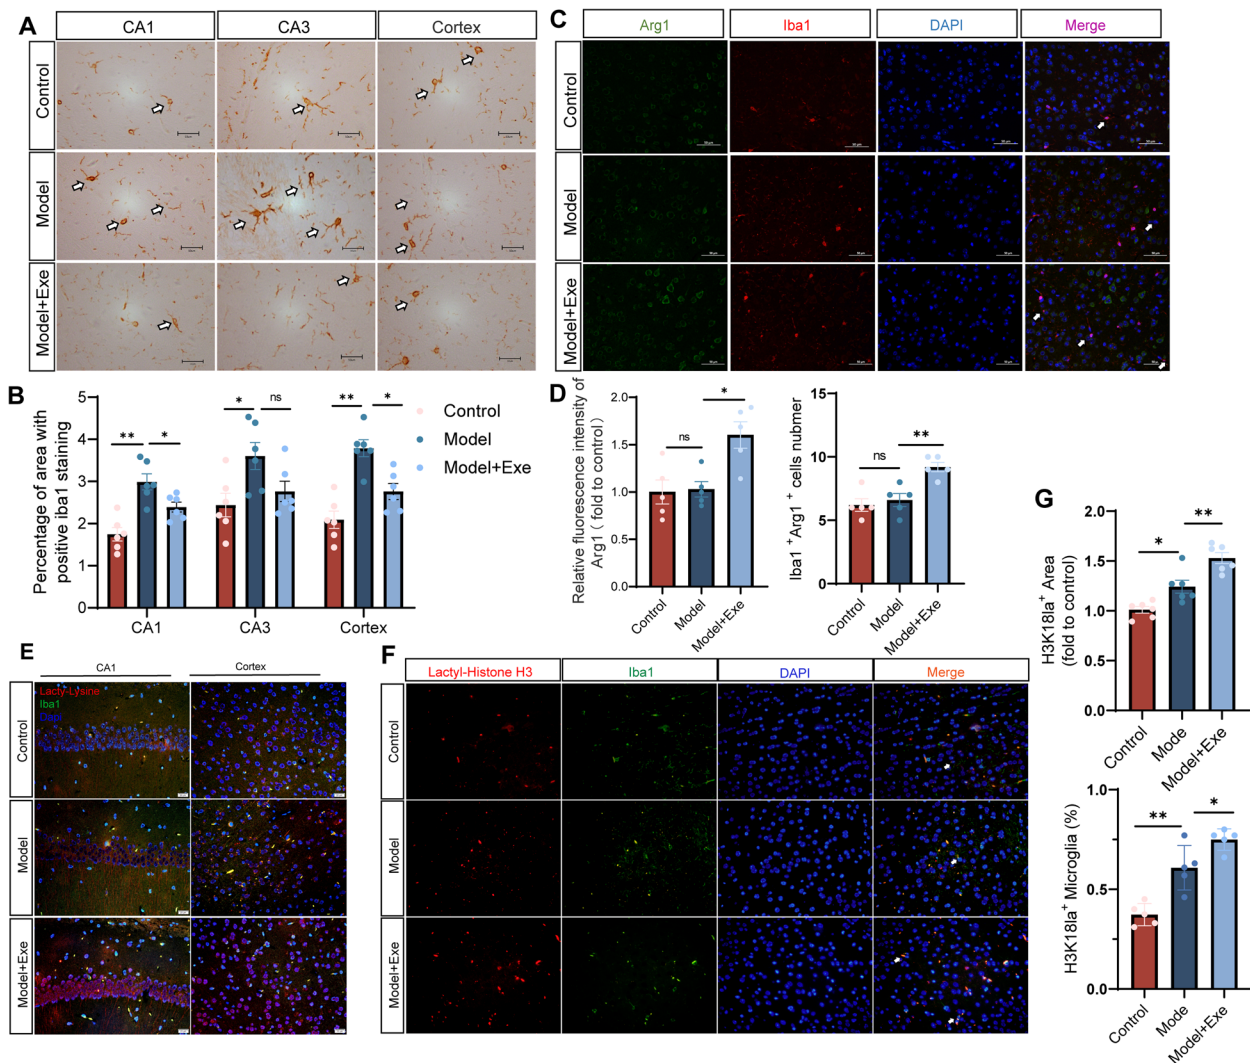 A
CA1
CA3
Cortex
Control
Model
Model+Exe
C
Arg1
Iba1
DAPI
Merge
Control
Model
Model+Exe
B
Percentage of area with
positive iba1 staining
5
4
3
2
1
0
**
*
*
ns
**
*
Control
Model
Model+Exe
CA1
CA3
Cortex
D
Relative fluorescence intensity of
Arg1 ( fold to control)
2.0
1.5
1.0
0.5
0.0
ns
*
Control
Model
Model+Exe
Iba1 +Arg1 + cells nubmer
15
10
5
0
ns
**
Control
Model
Model+Exe
E
CA1
Cortex
Lacty-Lysine
Iba1
Dapi
Control
Model
Model+Exe
F
Lactyl-Histone H3
Iba1
DAPI
Merge
Control
Model
Model+Exe
G
H3K18la+ Area
(fold to control)
2.0
1.5
1.0
1.5
0.0
*
**
Control
Mode
Model+Exe
H3K18la+ Microglia (%)
1.0
0.5
0.0
**
*
Control
Mode
Model+Exe